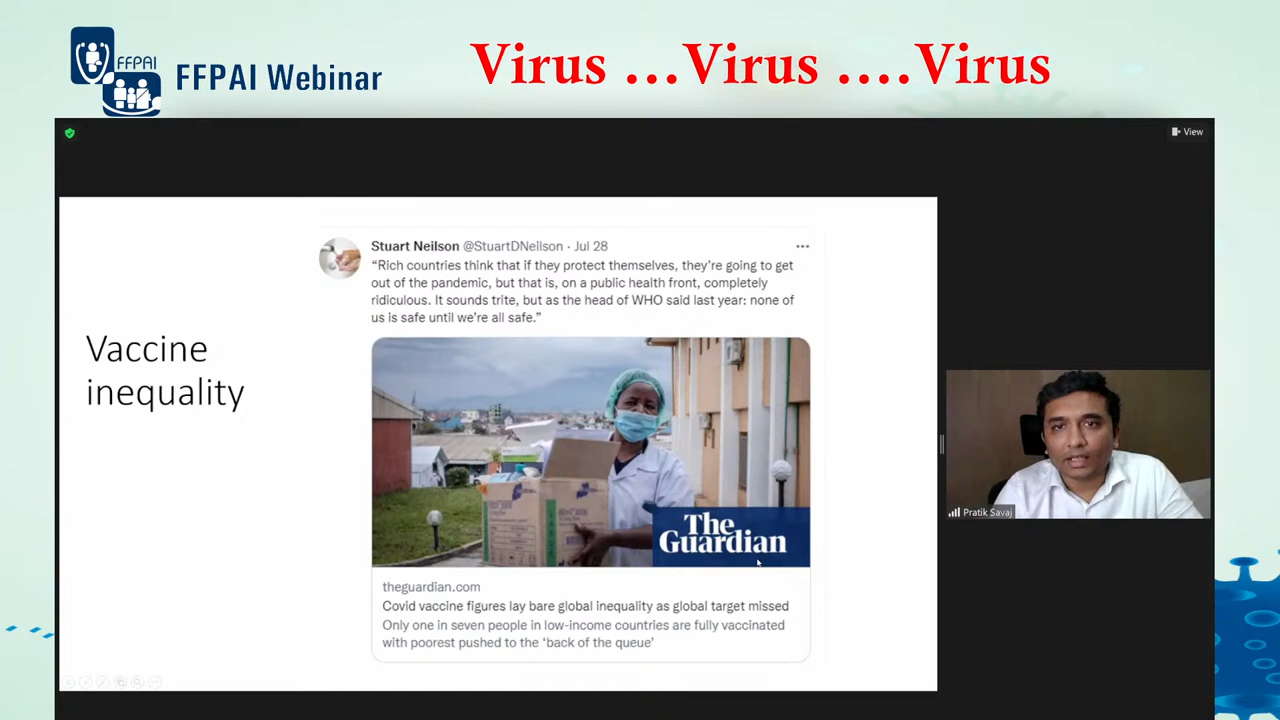 FFPAI
FFPAI Webinar
Virus ...Virus ....Virus
View
Stuart Neilson @StuartDNeilson · Jul 28
“Rich countries think that if they protect themselves, they’re going to get
out of the pandemic, but that is, on a public health front, completely
ridiculous. It sounds trite, but as the head of WHO said last year: none of
us is safe until we’re all safe.”
Vaccine
inequality
The
Guardian
Pratik Savaj
theguardian.com
Covid vaccine figures lay bare global inequality as global target missed
Only one in seven people in low-income countries are fully vaccinated
with poorest pushed to the ‘back of the queue’